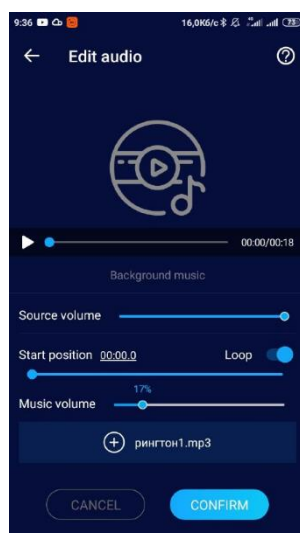 9:36 16,0Кб/с 73
Edit audio
00:00/00:18
Background music
Source volume
Start position 00:00.0 Loop
17%
Music volume
рингтон1.mp3
CANCEL CONFIRM